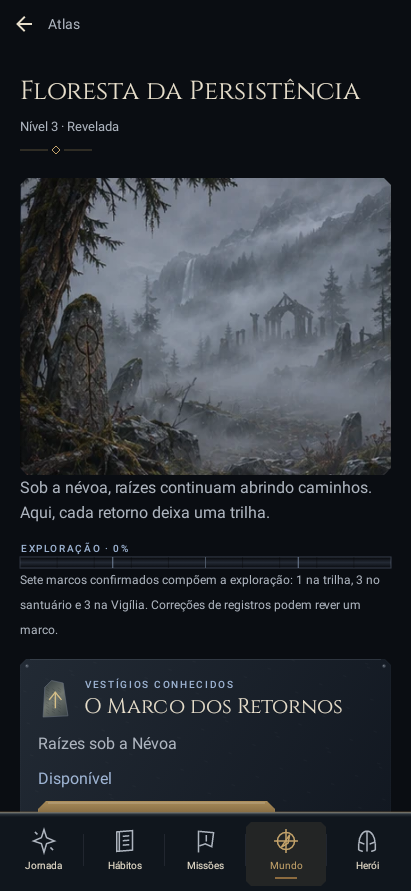 Atlas
Floresta da Persistência
Nível 3 · Revelada
Sob a névoa, raízes continuam abrindo caminhos.
Aqui, cada retorno deixa uma trilha.
EXPLORAÇÃO · 0%
Sete marcos confirmados compõem a exploração: 1 na trilha, 3 no
santuário e 3 na Vigília. Correções de registros podem rever um
marco.
VESTÍGIOS CONHECIDOS
O Marco dos Retornos
Raízes sob a Névoa
Disponível
Jornada
Hábitos
Missões
Mundo
Herói